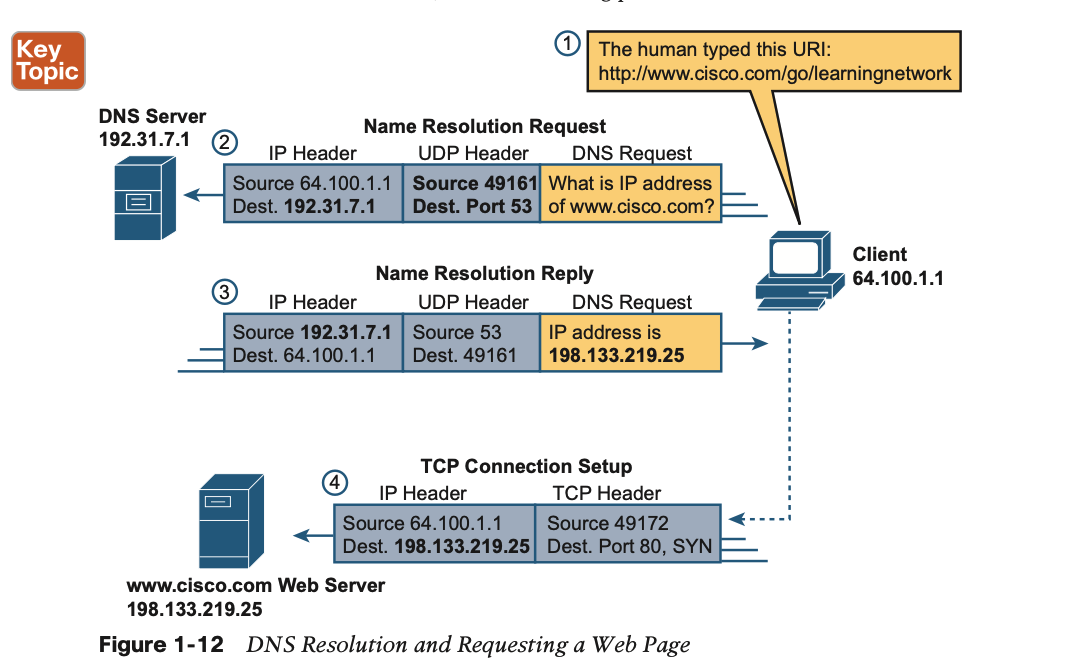 Key
Topic
1
The human typed this URI:
http://www.cisco.com/go/learningnetwork
DNS Server
192.31.7.1
2
Name Resolution Request
IP Header UDP Header DNS Request
Source 64.100.1.1 Source 49161 What is IP address
Dest. 192.31.7.1 Dest. Port 53 of www.cisco.com?
Client
64.100.1.1
3
Name Resolution Reply
IP Header UDP Header DNS Request
Source 192.31.7.1 Source 53 IP address is
Dest. 64.100.1.1 Dest. 49161 198.133.219.25
4
TCP Connection Setup
IP Header TCP Header
Source 64.100.1.1 Source 49172
Dest. 198.133.219.25 Dest. Port 80, SYN
www.cisco.com Web Server
198.133.219.25
Figure 1-12 DNS Resolution and Requesting a Web Page